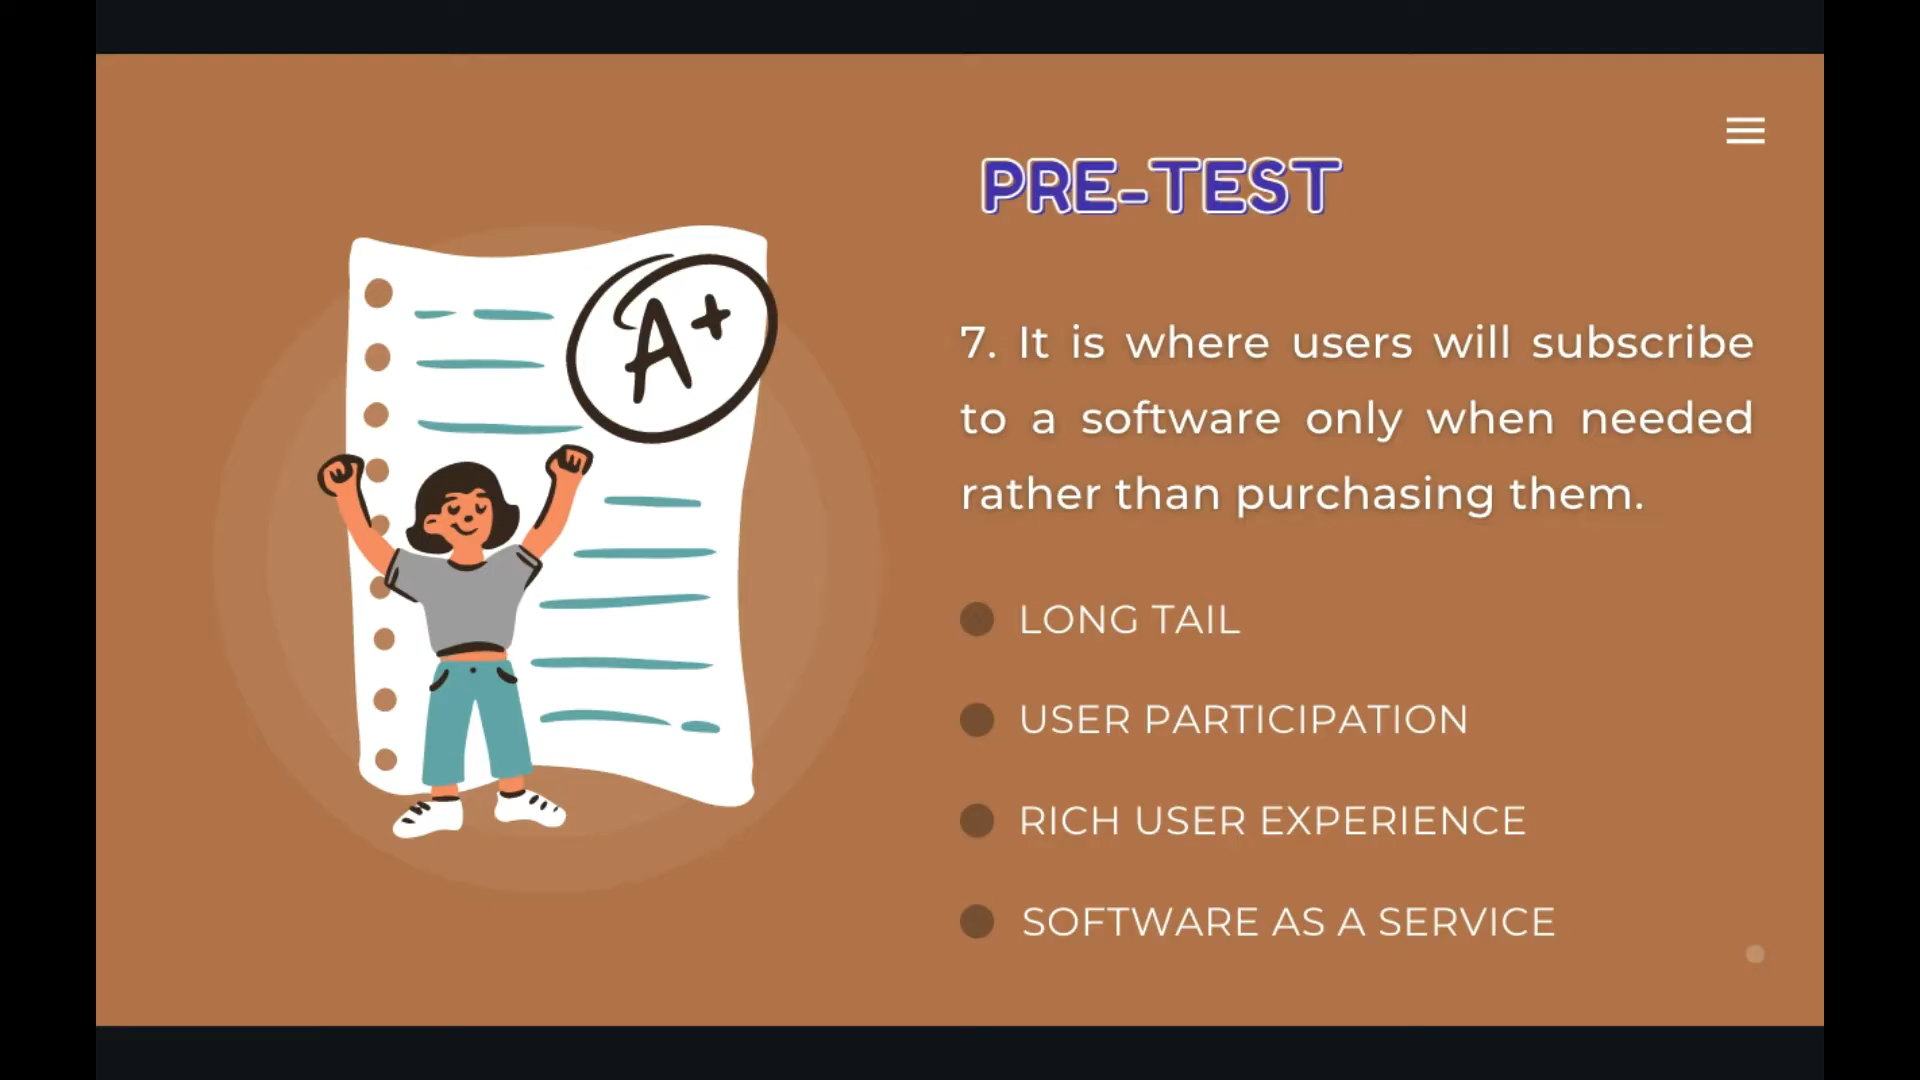 A+
PRE-TEST
7. It is where users will subscribe
to a software only when needed
rather than purchasing them.
LONG TAIL
USER PARTICIPATION
RICH USER EXPERIENCE
SOFTWARE AS A SERVICE